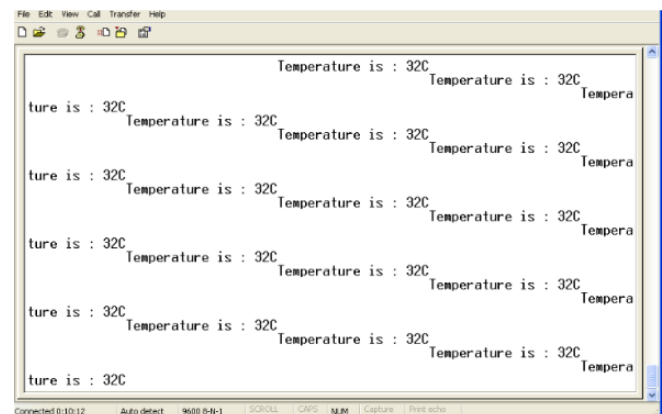 File Edit View Call Transfer Help
Temperature is : 32C
Temperature is : 32C
Tempera
ture is : 32C
Temperature is : 32C
Temperature is : 32C
Temperature is : 32C
Tempera
ture is : 32C
Temperature is : 32C
Temperature is : 32C
Temperature is : 32C
Tempera
ture is : 32C
Temperature is : 32C
Temperature is : 32C
Temperature is : 32C
Tempera
ture is : 32C
Temperature is : 32C
Temperature is : 32C
Temperature is : 32C
Tempera
ture is : 32C
Connected 0:10:12 Auto detect 9600 8-N-1 SCROLL CAPS NUM Capture Print echo